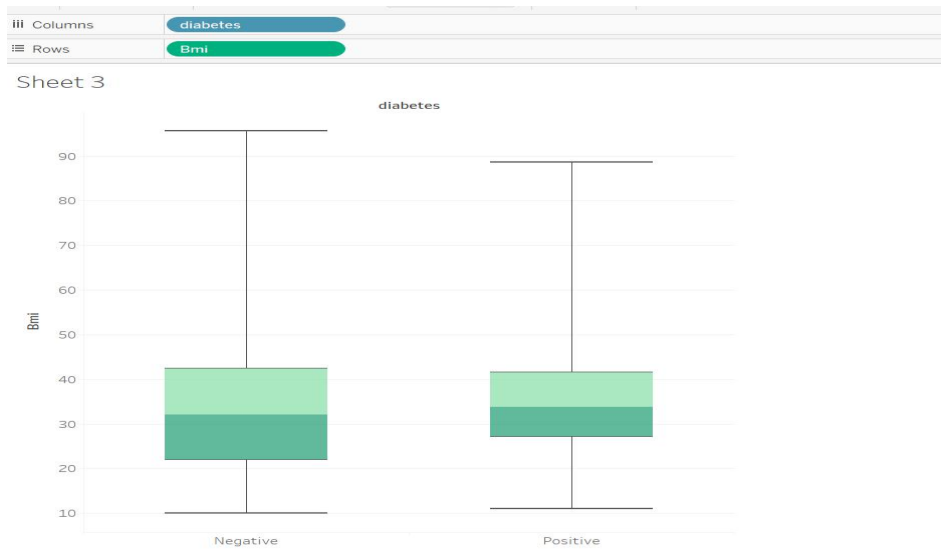 Columns diabetes
Rows Bmi
Sheet 3
diabetes
90
80
70
60
50
40
30
20
10
Bmi
Negative Positive